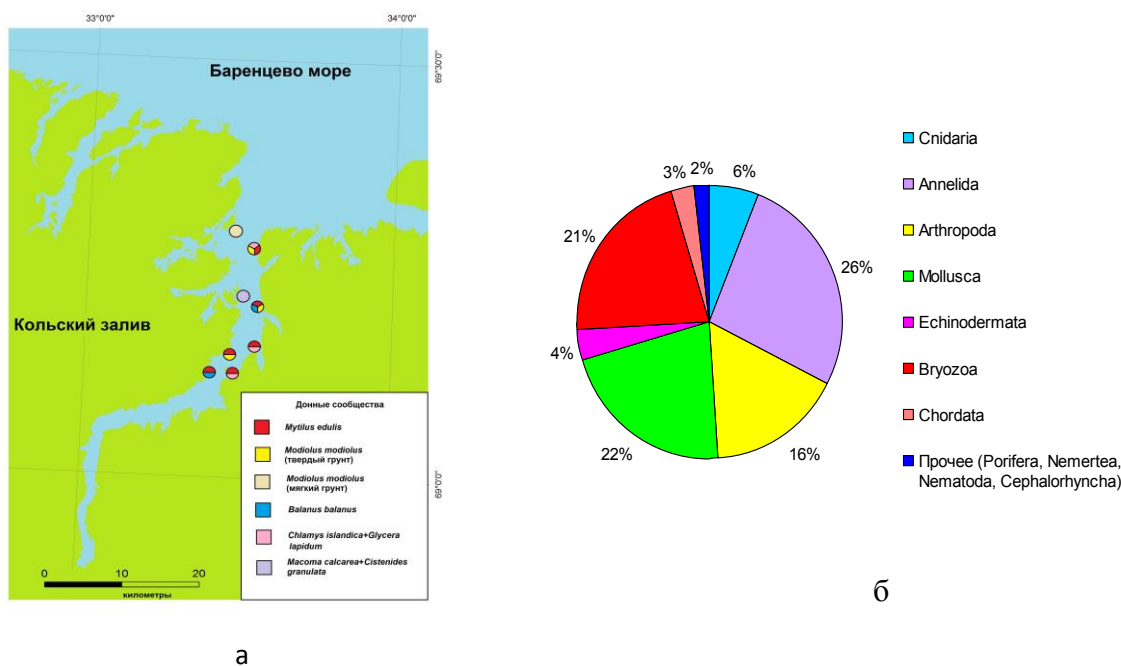 33°0'0"
34°0'0"
Баренцево море
69°30'0"
Кольский залив
69°0'0"
Донные сообщества
Mytilus edulis
Modiolus modiolus
(твердый грунт)
Modiolus modiolus
(мягкий грунт)
Balanus balanus
Chlamys islandica+Glycera
lapidum
Macoma calcarea+Cistenides
granulata
0 10 20
километры
а
3%
2%
6%
21%
26%
4%
22%
16%
Cnidaria
Annelida
Arthropoda
Mollusca
Echinodermata
Bryozoa
Chordata
Прочее (Porifera, Nemertea,
Nematoda, Cephalorhyncha)
б